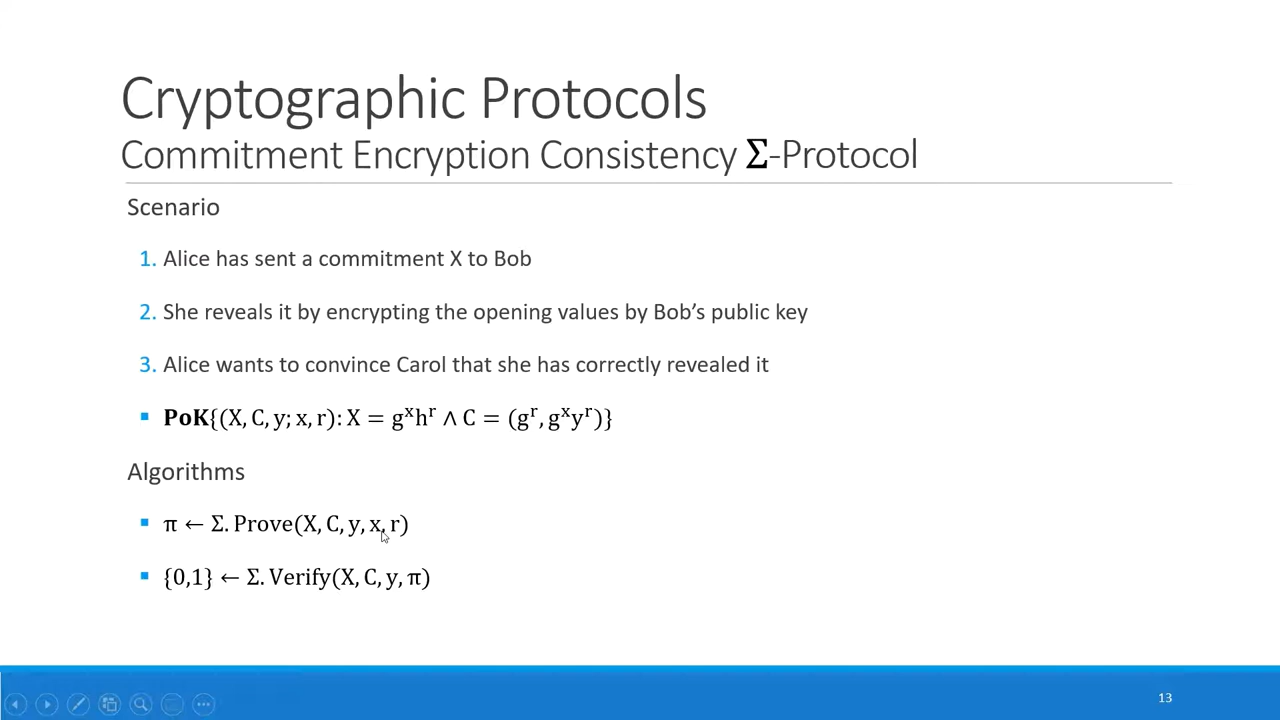 Cryptographic Protocols
Commitment Encryption Consistency Σ-Protocol
Scenario
1. Alice has sent a commitment X to Bob
2. She reveals it by encrypting the opening values by Bob’s public key
3. Alice wants to convince Carol that she has correctly revealed it
▪ PoK{(X, C, y; x, r): X = gˣhʳ ∧ C = (gʳ, gˣyʳ)}
Algorithms
▪ π ← Σ. Prove(X, C, y, x, r)
▪ {0,1} ← Σ. Verify(X, C, y, π)
13